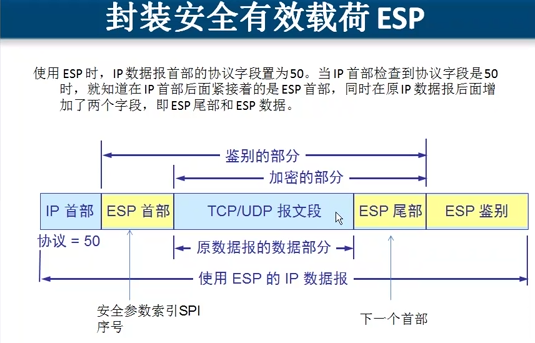 封装安全有效载荷 ESP
使用 ESP 时，IP 数据报首部的协议字段置为50。当 IP 首部检查到协议字段是50
时，就知道在 IP 首部后面紧接着的是 ESP 首部，同时在原 IP 数据报后面增
加了两个字段，即 ESP 尾部和 ESP 数据。
鉴别的部分
加密的部分
IP 首部 ESP 首部 TCP/UDP 报文段 ESP 尾部 ESP 鉴别
协议 = 50
原数据报的数据部分
使用 ESP 的 IP 数据报
安全参数索引SPI
序号
下一个首部